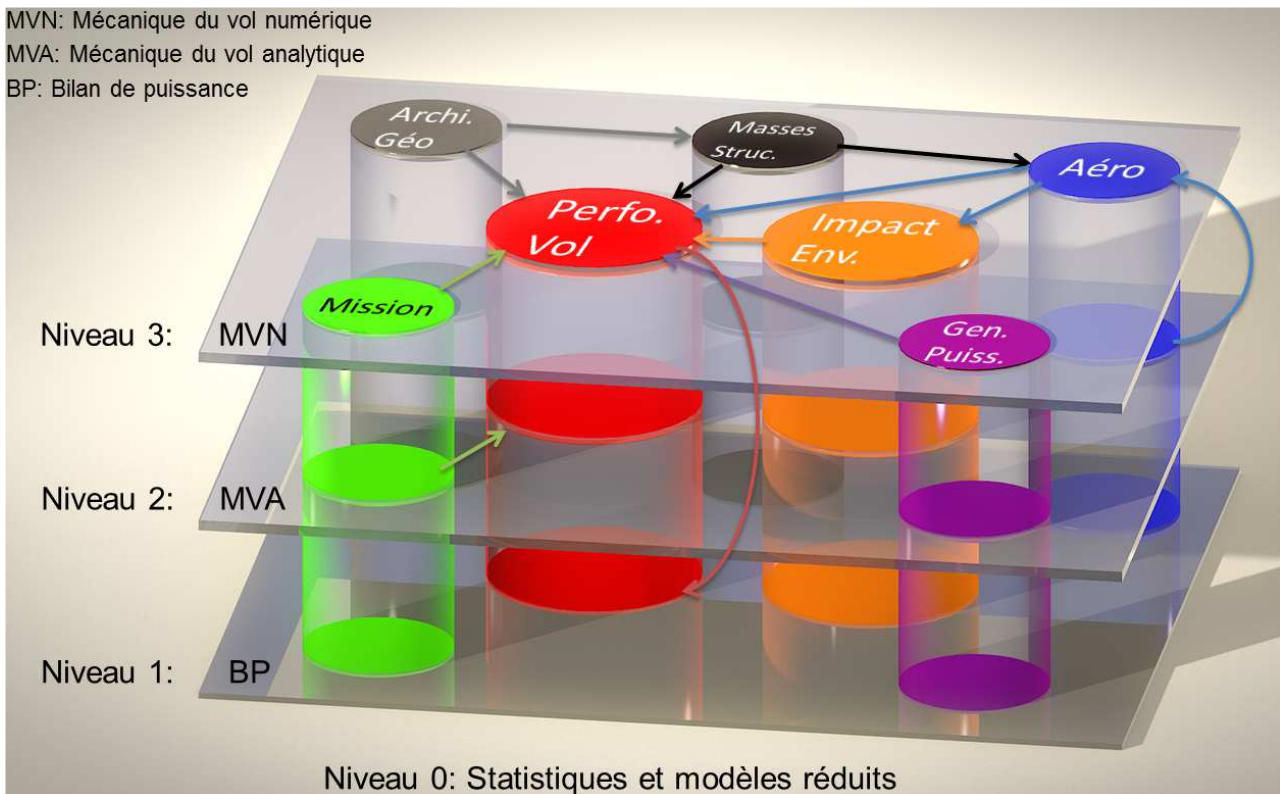 MVN: Mécanique du vol numérique
MVA: Mécanique du vol analytique
BP: Bilan de puissance
Archi.
Géo
Masses
Struc.
Aéro
Perfo.
Vol
Impact
Env.
Mission
Gen.
Puiss.
Niveau 3: MVN
Niveau 2: MVA
Niveau 1: BP
Niveau 0: Statistiques et modèles réduits